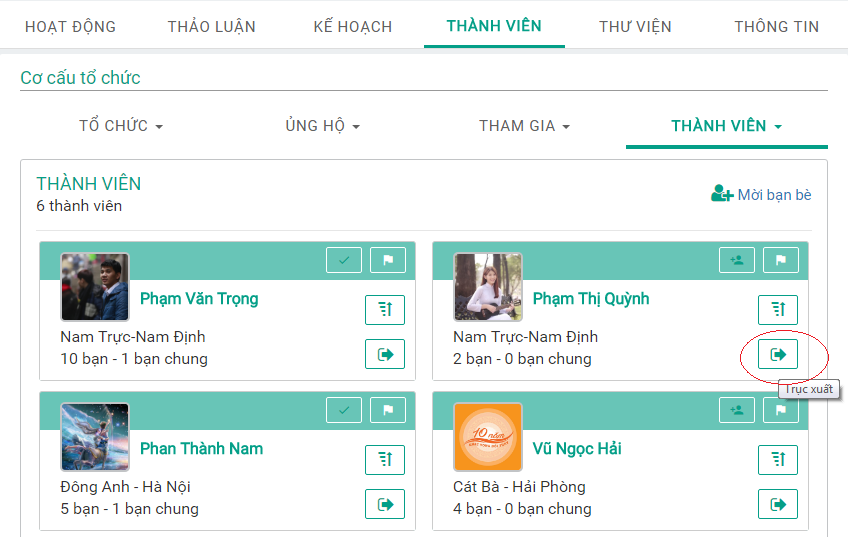 HOẠT ĐỘNG THẢO LUẬN KẾ HOẠCH THÀNH VIÊN THƯ VIỆN THÔNG TIN
Cơ cấu tổ chức
TỔ CHỨC ỦNG HỘ THAM GIA THÀNH VIÊN
THÀNH VIÊN
6 thành viên
Mời bạn bè
Phạm Văn Trọng
Nam Trực-Nam Định
10 bạn - 1 bạn chung
Phạm Thị Quỳnh
Nam Trực-Nam Định
2 bạn - 0 bạn chung
Trục xuất
Phan Thành Nam
Đông Anh - Hà Nội
5 bạn - 1 bạn chung
10 năm
Vũ Ngọc Hải
Cát Bà - Hải Phòng
4 bạn - 0 bạn chung